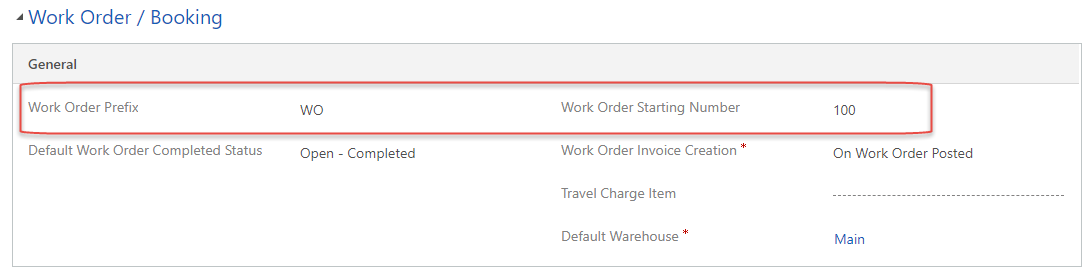 Work Order / Booking
General
Work Order Prefix WO Work Order Starting Number 100
Default Work Order Completed Status Open - Completed Work Order Invoice Creation * On Work Order Posted
Travel Charge Item
Default Warehouse * Main